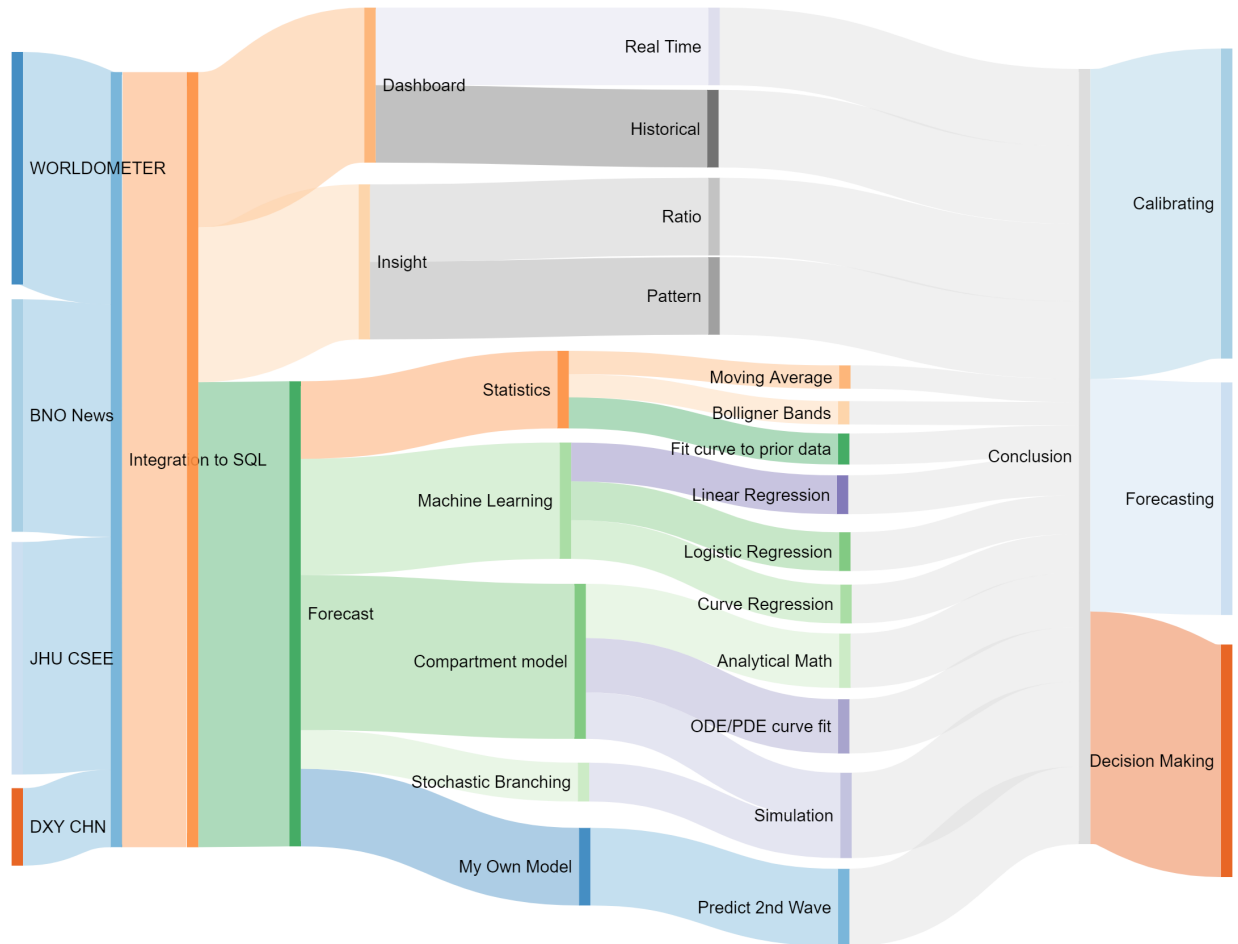 WORLDOMETER
BNO News
JHU CSEE
DXY CHN
Integration to SQL
Dashboard
Insight
Forecast
Real Time
Historical
Ratio
Pattern
Statistics
Machine Learning
Compartment model
Stochastic Branching
My Own Model
Moving Average
Bolligner Bands
Fit curve to prior data
Linear Regression
Logistic Regression
Curve Regression
Analytical Math
ODE/PDE curve fit
Simulation
Predict 2nd Wave
Conclusion
Calibrating
Forecasting
Decision Making